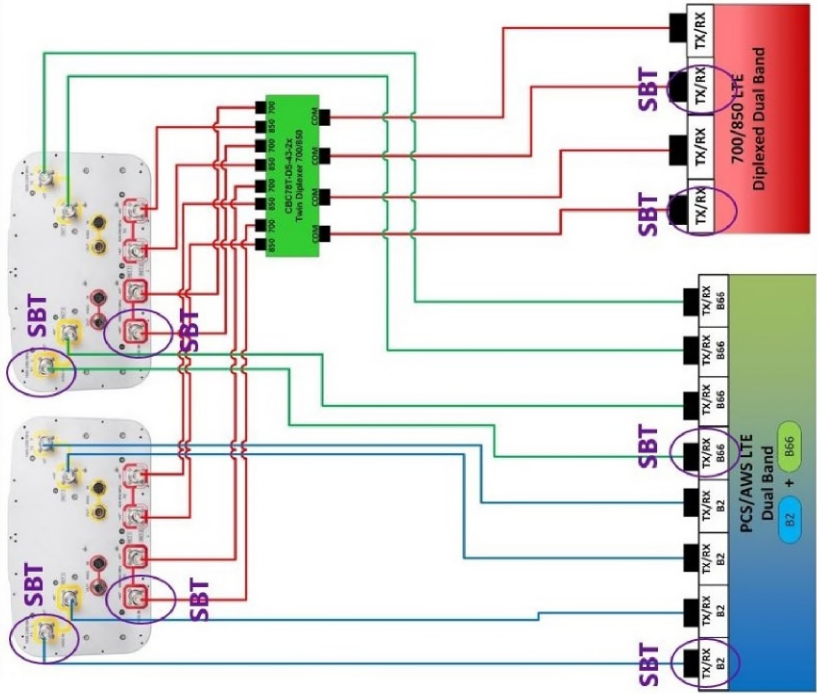 TX/RX
TX/RX
TX/RX
TX/RX
SBT
SBT
700/850 LTE
Diplexed Dual Band
700
850
700
850
700
850
700
850
CBC78T-DS-43-2x
Twin Diplexer 700/850
COM
COM
COM
COM
SBT
SBT
TX/RX
B66
TX/RX
B66
TX/RX
B66
TX/RX
B66
SBT
TX/RX
B2
TX/RX
B2
TX/RX
B2
TX/RX
B2
SBT
PCS/AWS LTE
Dual Band
B2 + B66
SBT
SBT